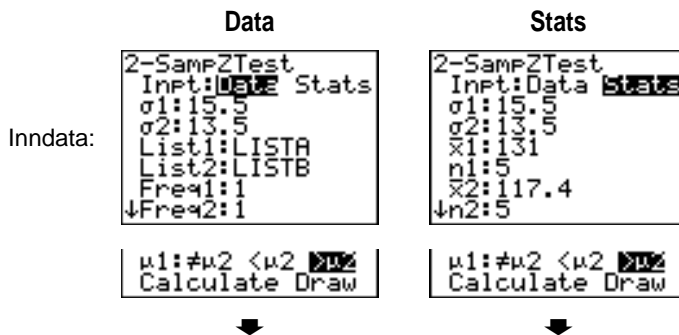 Data
Stats
Inndata:
2-SampZTest
Inpt:Data Stats
σ1:15.5
σ2:13.5
List1:LISTA
List2:LISTB
Freq1:1
↓Freq2:1
µ1:≠µ2 <µ2 >µ2
Calculate Draw
2-SampZTest
Inpt:Data Stats
σ1:15.5
σ2:13.5
x̄1:131
n1:5
x̄2:117.4
↓n2:5
µ1:≠µ2 <µ2 >µ2
Calculate Draw